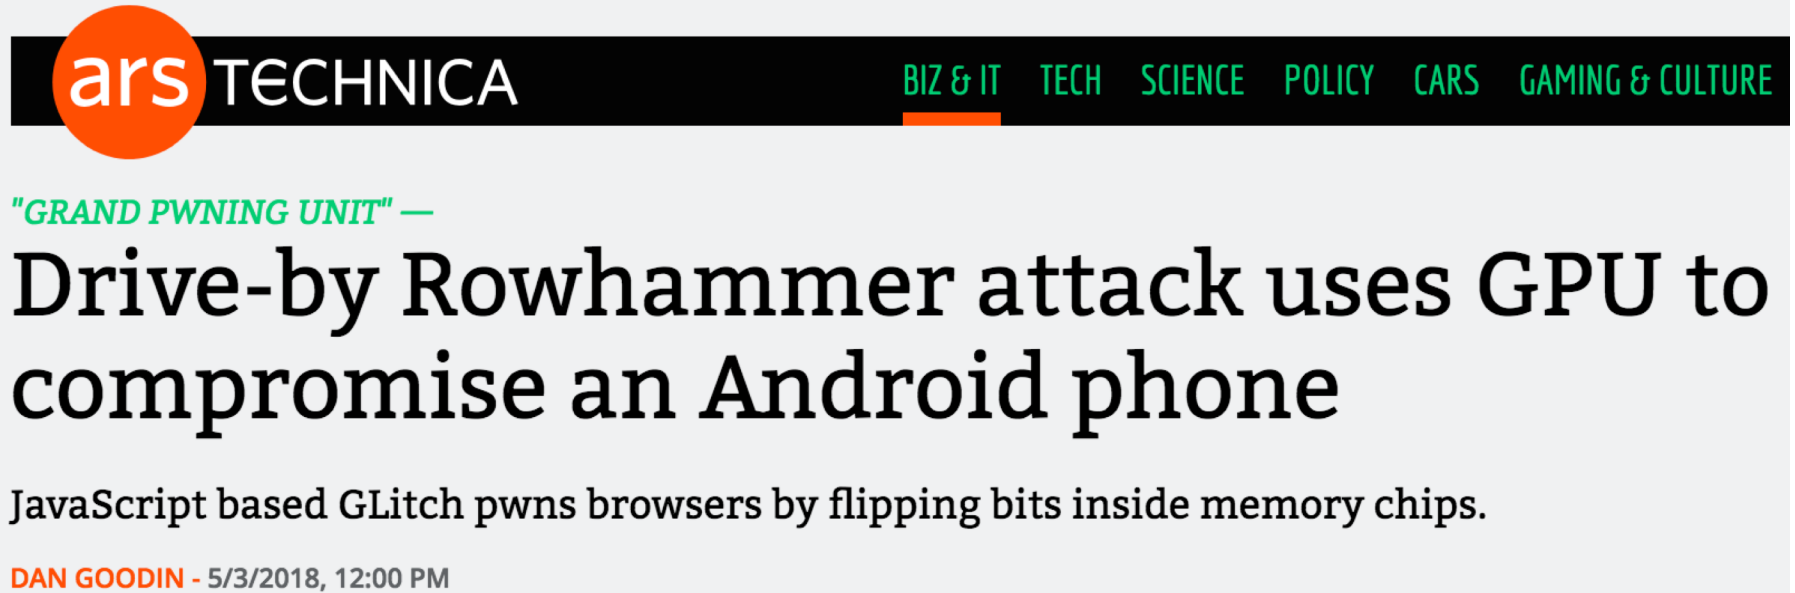 ars TECHNICA
BIZ & IT TECH SCIENCE POLICY CARS GAMING & CULTURE
"GRAND PWNING UNIT" —
Drive-by Rowhammer attack uses GPU to
compromise an Android phone
JavaScript based GLitch pwns browsers by flipping bits inside memory chips.
DAN GOODIN - 5/3/2018, 12:00 PM